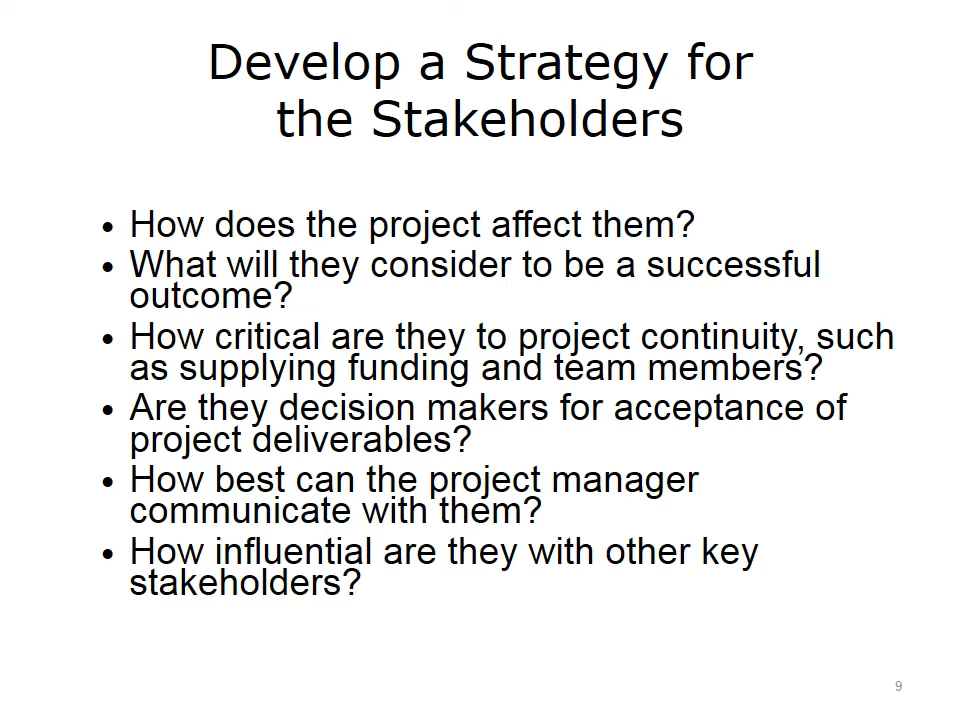 Develop a Strategy for
the Stakeholders
• How does the project affect them?
• What will they consider to be a successful
outcome?
• How critical are they to project continuity, such
as supplying funding and team members?
• Are they decision makers for acceptance of
project deliverables?
• How best can the project manager
communicate with them?
• How influential are they with other key
stakeholders?
9